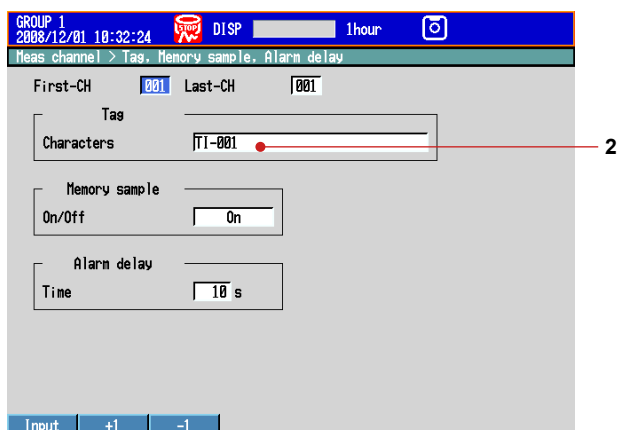 GROUP 1
2008/12/01 10:32:24 STOP DISP 1hour
Meas channel > Tag, Memory sample, Alarm delay
First-CH 001 Last-CH 001
Tag
Characters TI-001 2
Memory sample
On/Off On
Alarm delay
Time 10 s
Input +1 -1